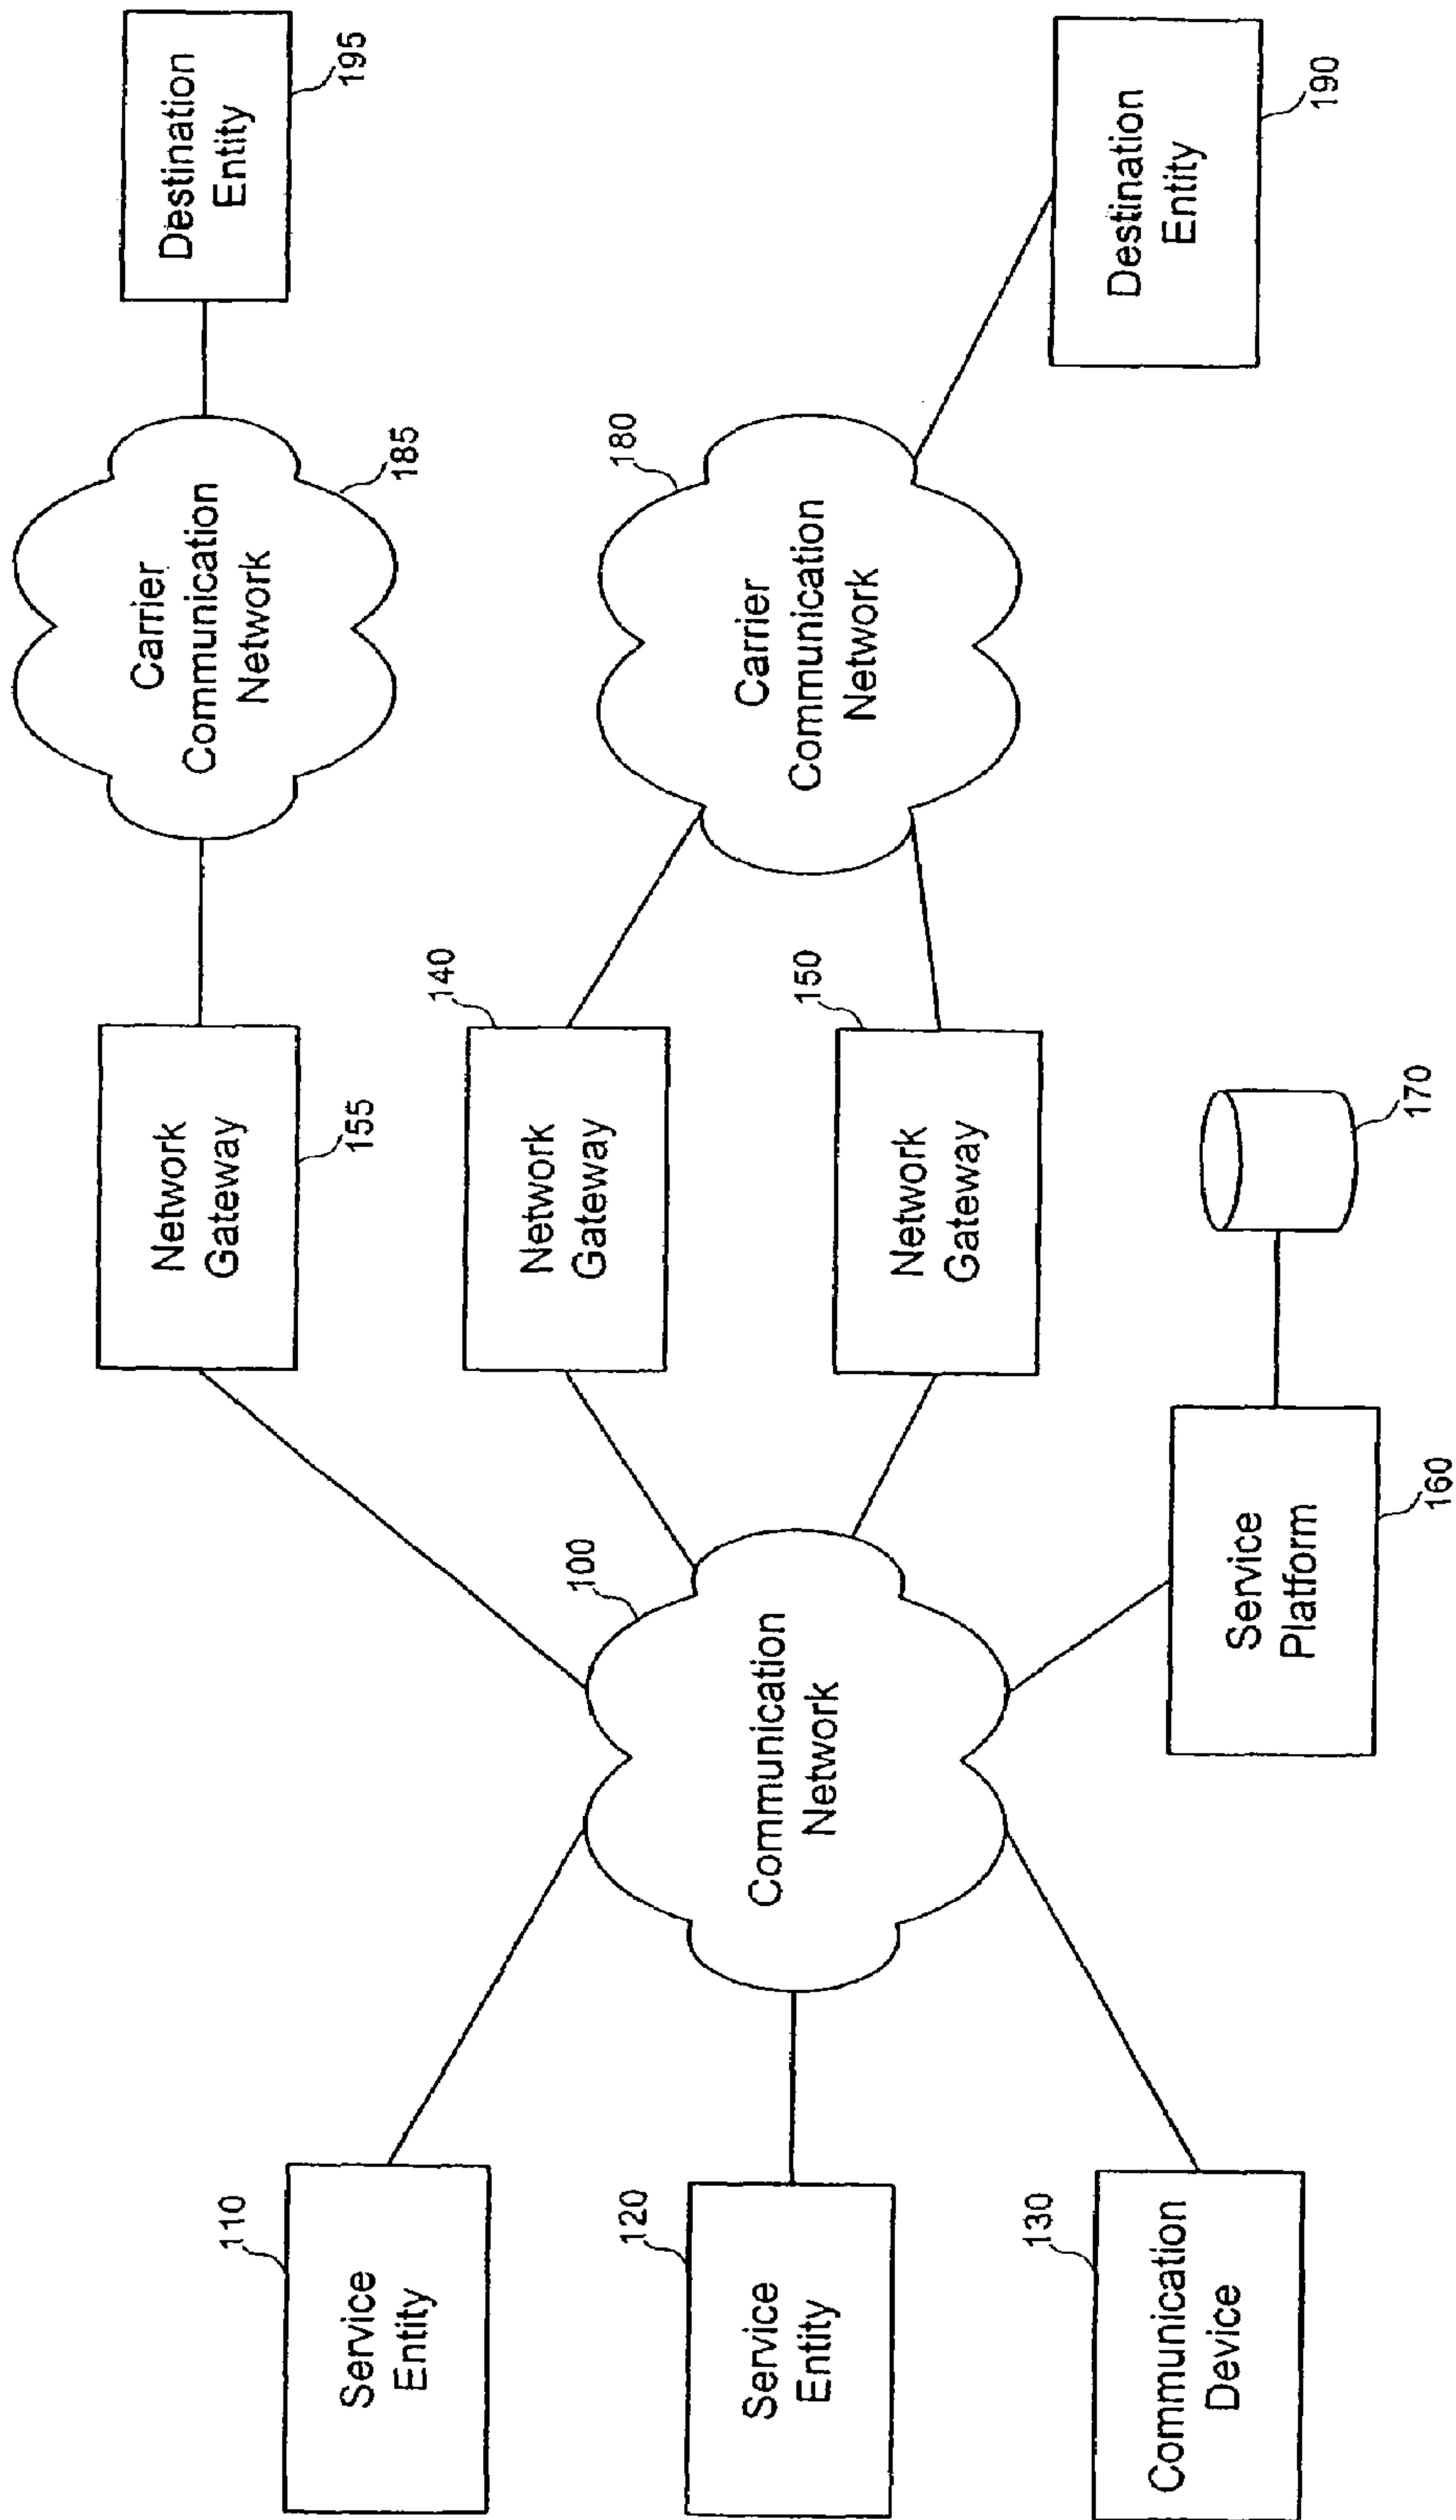 110
Service
Entity
120
Service
Entity
130
Communication
Device
100
Communication
Network
Service
Platform
160
170
Network
Gateway
155
140
Network
Gateway
150
Network
Gateway
Carrier
Communication
Network
185
180
Carrier
Communication
Network
Destination
Entity
195
Destination
Entity
190